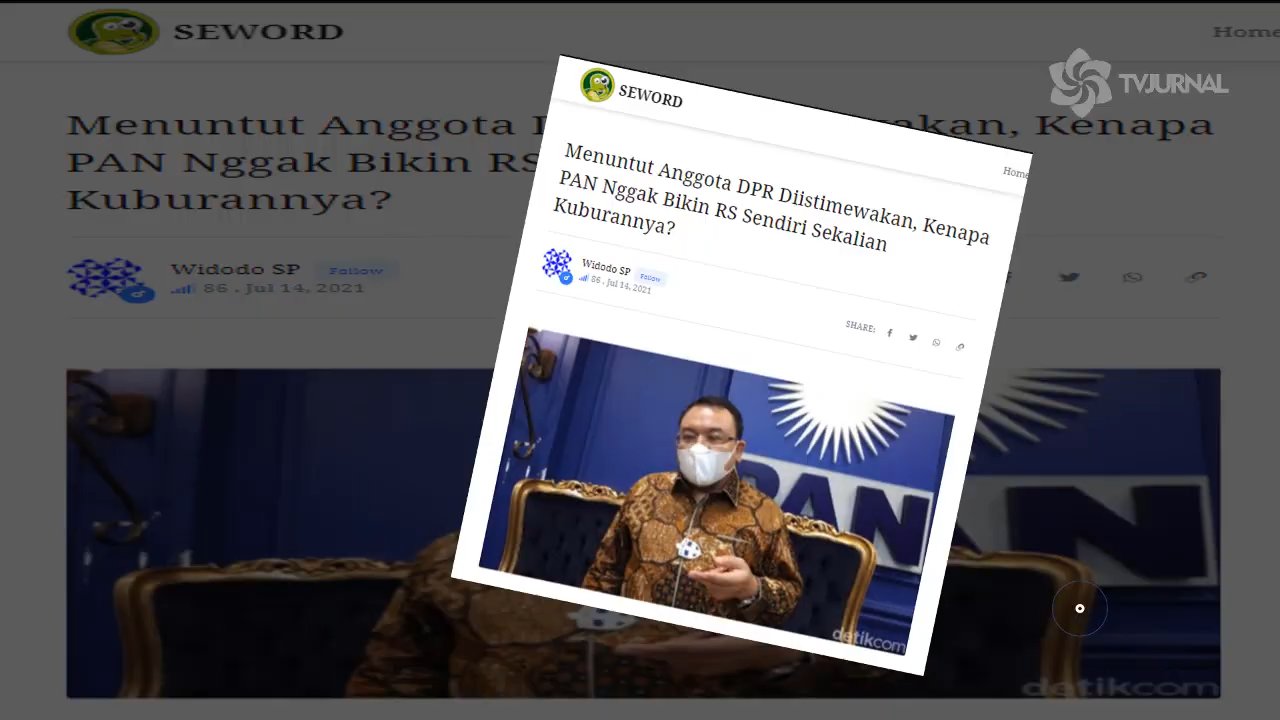 SEWORD
Home
TVJURNAL
Menuntut Anggota D wakan, Kenapa
PAN Nggak Bikin RS
Kuburannya?
Widodo SP Follow
86 . Jul 14, 2021
detikcom
SEWORD
Home
Menuntut Anggota DPR Diistimewakan, Kenapa
PAN Nggak Bikin RS Sendiri Sekalian
Kuburannya?
Widodo SP Follow
86 . Jul 14, 2021
SHARE:
PAN
detikcom